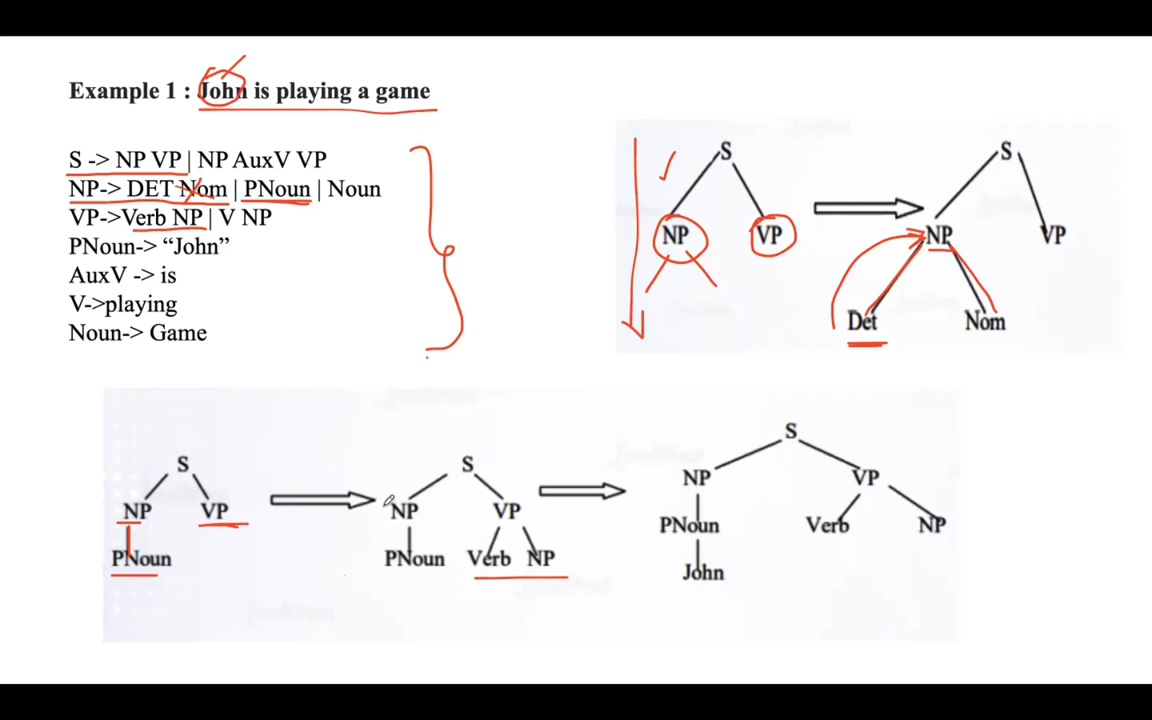 Example 1 : John is playing a game
S -> NP VP | NP AuxV VP
NP-> DET Nom | PNoun | Noun
VP->Verb NP | V NP
PNoun-> “John”
AuxV -> is
V->playing
Noun-> Game
S
NP VP
S
NP VP
Det Nom
S
NP VP
PNoun
S
NP VP
PNoun Verb NP
S
NP VP
PNoun Verb NP
John